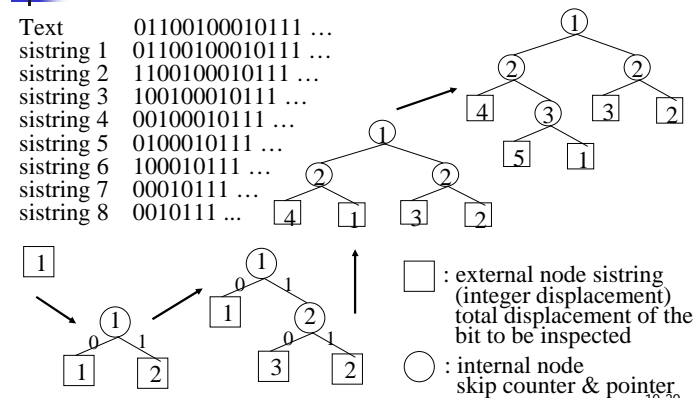 Text 01100100010111 …
sistring 1 01100100010111 …
sistring 2 1100100010111 …
sistring 3 100100010111 …
sistring 4 00100010111 …
sistring 5 0100010111 …
sistring 6 100010111 …
sistring 7 00010111 …
sistring 8 0010111 ...
1
2 2
4 3 3 2
5 1
1
2 2
4 1 3 2
1
1
0 1
1 2
1
0 1
1 2
0 1
3 2
: external node sistring
(integer displacement)
total displacement of the
bit to be inspected
: internal node
skip counter & pointer